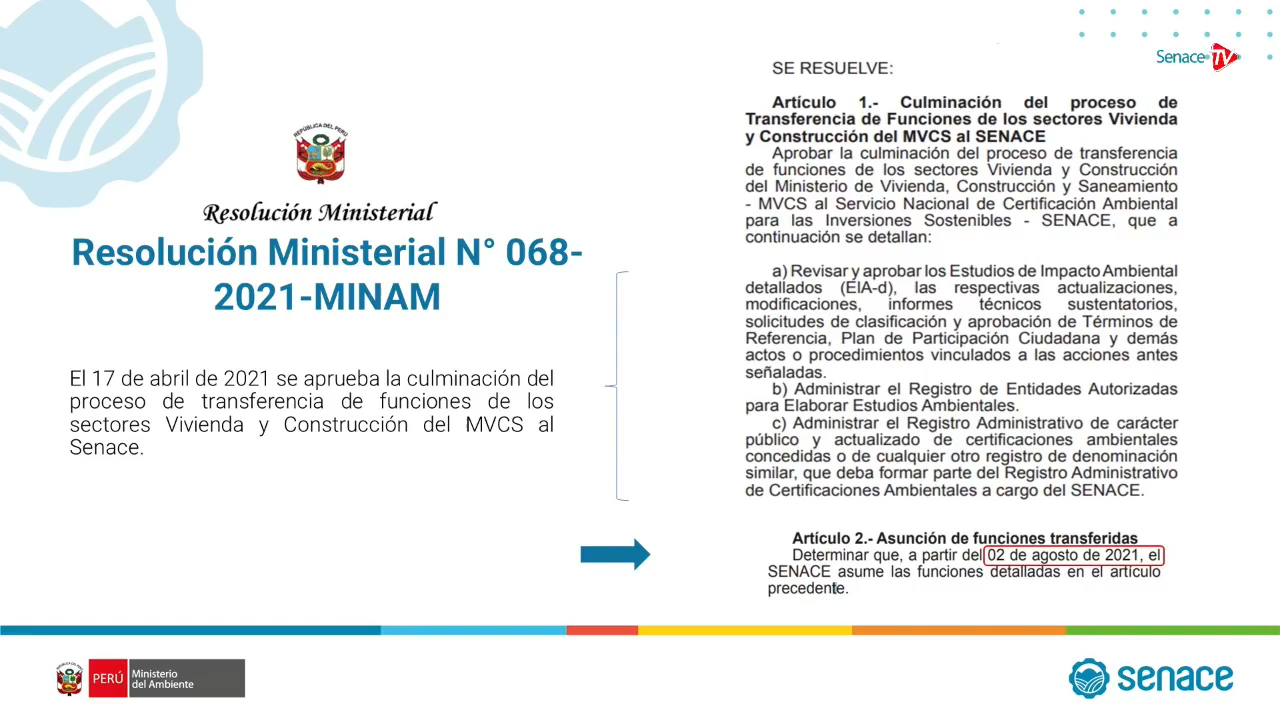 Senace TV
REPÚBLICA DEL PERÚ
Resolución Ministerial
Resolución Ministerial N° 068-
2021-MINAM
El 17 de abril de 2021 se aprueba la culminación del
proceso de transferencia de funciones de los
sectores Vivienda y Construcción del MVCS al
Senace.
SE RESUELVE:
Artículo 1.- Culminación del proceso de
Transferencia de Funciones de los sectores Vivienda
y Construcción del MVCS al SENACE
Aprobar la culminación del proceso de transferencia
de funciones de los sectores Vivienda y Construcción
del Ministerio de Vivienda, Construcción y Saneamiento
- MVCS al Servicio Nacional de Certificación Ambiental
para las Inversiones Sostenibles - SENACE, que a
continuación se detallan:
a) Revisar y aprobar los Estudios de Impacto Ambiental
detallados (EIA-d), las respectivas actualizaciones,
modificaciones, informes técnicos sustentatorios,
solicitudes de clasificación y aprobación de Términos de
Referencia, Plan de Participación Ciudadana y demás
actos o procedimientos vinculados a las acciones antes
señaladas.
b) Administrar el Registro de Entidades Autorizadas
para Elaborar Estudios Ambientales.
c) Administrar el Registro Administrativo de carácter
público y actualizado de certificaciones ambientales
concedidas o de cualquier otro registro de denominación
similar, que deba formar parte del Registro Administrativo
de Certificaciones Ambientales a cargo del SENACE.
Artículo 2.- Asunción de funciones transferidas
Determinar que, a partir del 02 de agosto de 2021, el
SENACE asume las funciones detalladas en el artículo
precedente.
REPÚBLICA DEL PERÚ
PERÚ
Ministerio
del Ambiente
senace